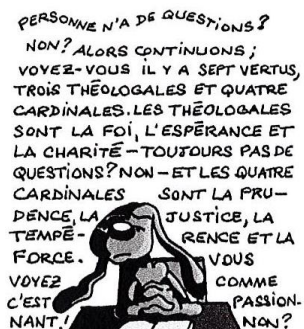 PERSONNE N'A DE QUESTIONS?
NON? ALORS CONTINUONS;
VOYEZ-VOUS IL Y A SEPT VERTUS,
TROIS THÉOLOGALES ET QUATRE
CARDINALES. LES THÉOLOGALES
SONT LA FOI, L'ESPÉRANCE ET
LA CHARITÉ – TOUJOURS PAS DE
QUESTIONS? NON – ET LES QUATRE
CARDINALES SONT LA PRU-
DENCE, LA JUSTICE, LA
TEMPÉ- RENCE ET LA
FORCE. VOUS
VOYEZ COMME
C'EST PASSION-
NANT! NON?